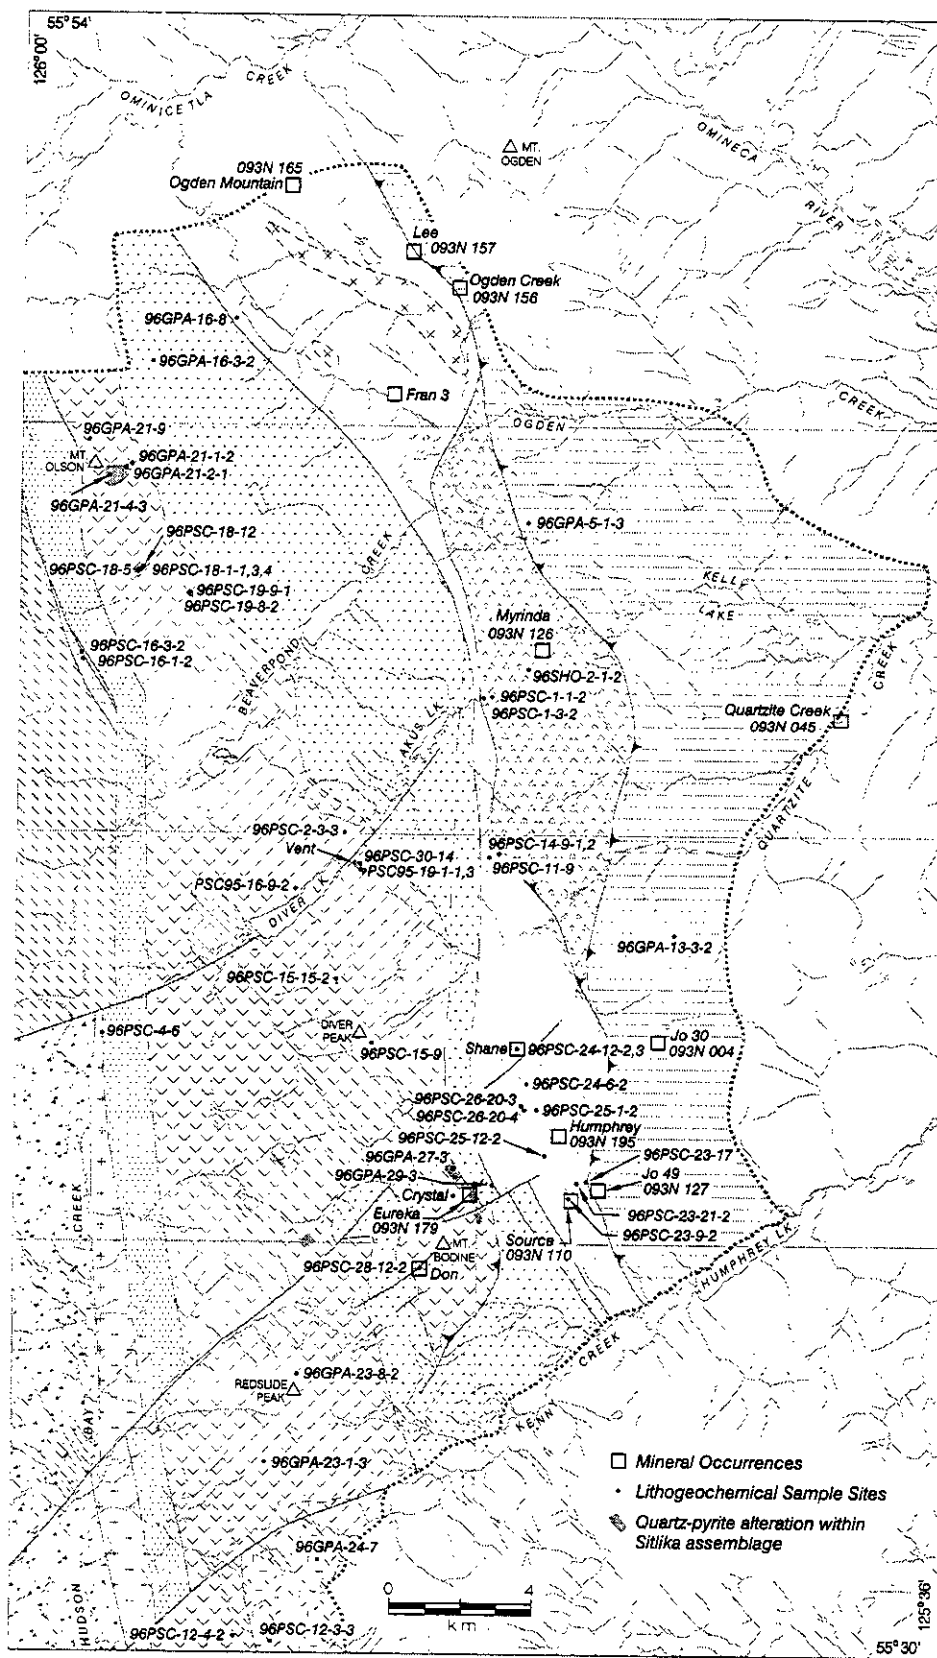 55°54'
126°00'
OMINICETLA
CREEK
MT.
OGDEN
OMINECA
RIVER
093N 165
Ogden Mountain
Lee
093N 157
Ogden Creek
093N 156
96GPA-16-8
96GPA-16-3-2
Fran 3
OGDEN
CREEK
96GPA-21-9
MT.
OLSON
96GPA-21-1-2
96GPA-21-2-1
96GPA-21-4-3
96PSC-18-12
96GPA-5-1-3
CREEK
96PSC-18-5
96PSC-18-1-1,3,4
96PSC-19-9-1
96PSC-19-8-2
KELLY
LAKE
Myrinda
093N 126
96PSC-16-3-2
96PSC-16-1-2
BEAVERPOND
96SHO-2-1-2
96PSC-1-1-2
96PSC-1-3-2
CREEK
Quartzite Creek
093N 045
AKUS LK
QUARTZITE
96PSC-2-3-3
Vent
96PSC-30-14
PSC95-19-1-1,3
96PSC-14-9-1,2
96PSC-11-9
PSC95-16-9-2
DIVER LK
96GPA-13-3-2
96PSC-15-15-2
96PSC-4-6
DIVER
PEAK
96PSC-15-9
Shane
96PSC-24-12-2,3
Jo 30
093N 004
96PSC-24-6-2
96PSC-26-20-3
96PSC-26-20-4
96PSC-25-1-2
Humphrey
093N 195
96PSC-25-12-2
96GPA-27-3
96PSC-23-17
96GPA-29-3
Crystal
Jo 49
093N 127
Eureka
093N 179
96PSC-23-21-2
96PSC-23-9-2
Source
093N 110
CREEK
MT.
BODINE
96PSC-28-12-2
Don
HUMPHREY LK
CREEK
96GPA-23-8-2
REDSLIDE
PEAK
KENNY
BAY
96GPA-23-1-3
Mineral Occurrences
Lithogeochemical Sample Sites
Quartz-pyrite alteration within
Sitlika assemblage
96GPA-24-7
HUDSON
0 4
km
96PSC-12-4-2
96PSC-12-3-3
125°36'
55°30'